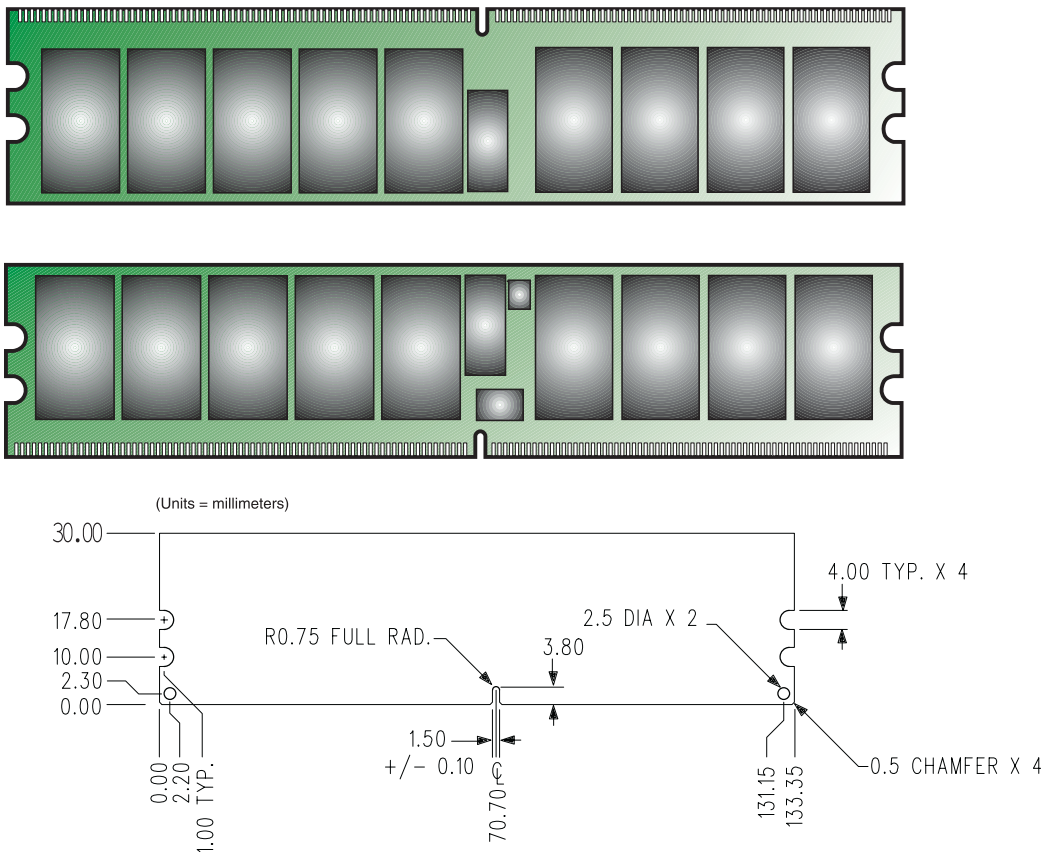 (Units = millimeters)
30.00
4.00 TYP. X 4
17.80
2.5 DIA X 2
R0.75 FULL RAD.
3.80
10.00
2.30
0.00
1.50
+/- 0.10 ℄
0.00
2.20
1.00 TYP.
70.70
131.15
133.35
0.5 CHAMFER X 4